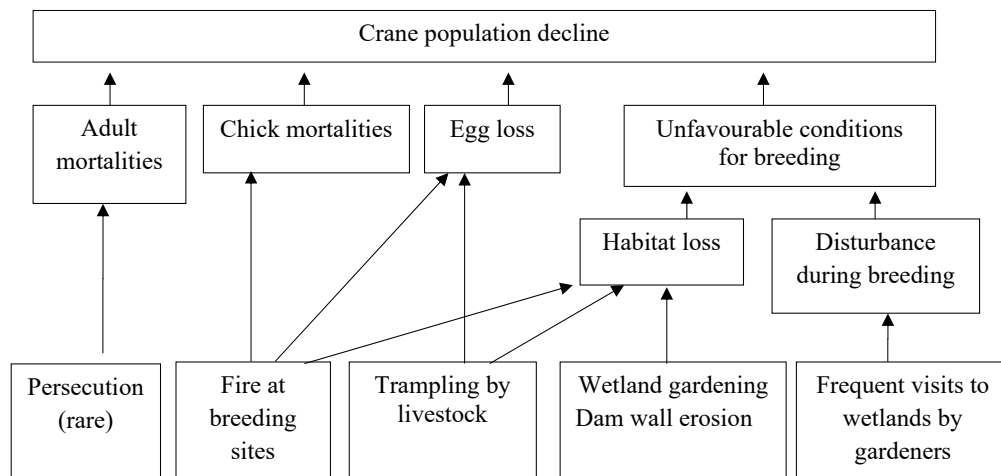 Crane population decline
Adult
mortalities
Chick mortalities
Egg loss
Unfavourable conditions
for breeding
Habitat loss
Disturbance
during breeding
Persecution
(rare)
Fire at
breeding
sites
Trampling by
livestock
Wetland gardening
Dam wall erosion
Frequent visits to
wetlands by
gardeners